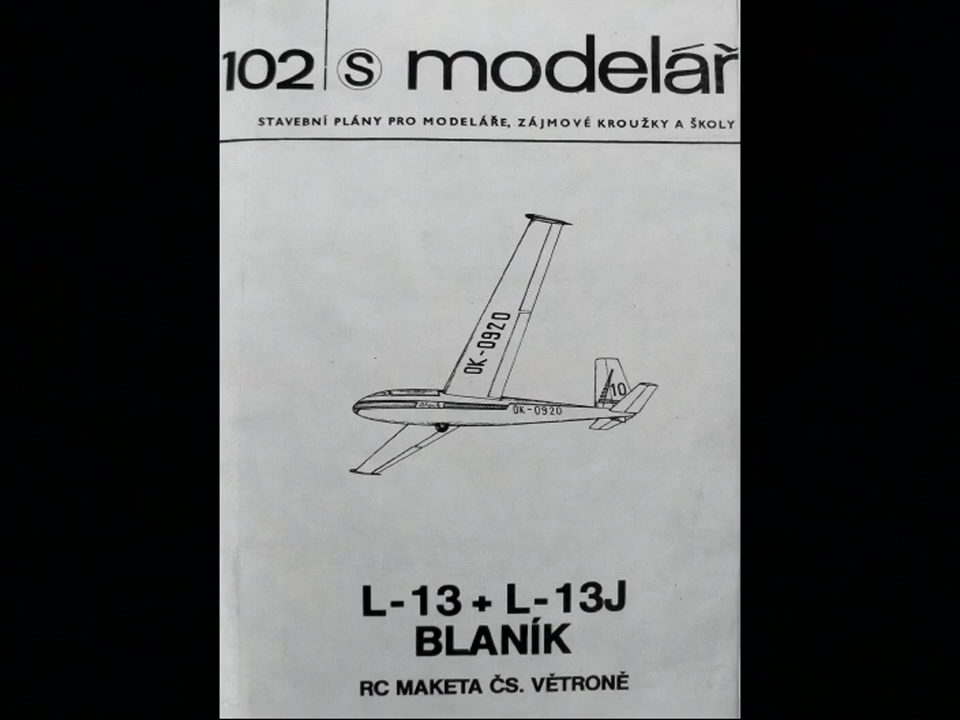 102 S modelář
STAVEBNÍ PLÁNY PRO MODELÁŘE, ZÁJMOVÉ KROUŽKY A ŠKOLY
OK-0920
10
OK-0920
L-13 + L-13J
BLANÍK
RC MAKETA ČS. VĚTRONĚ